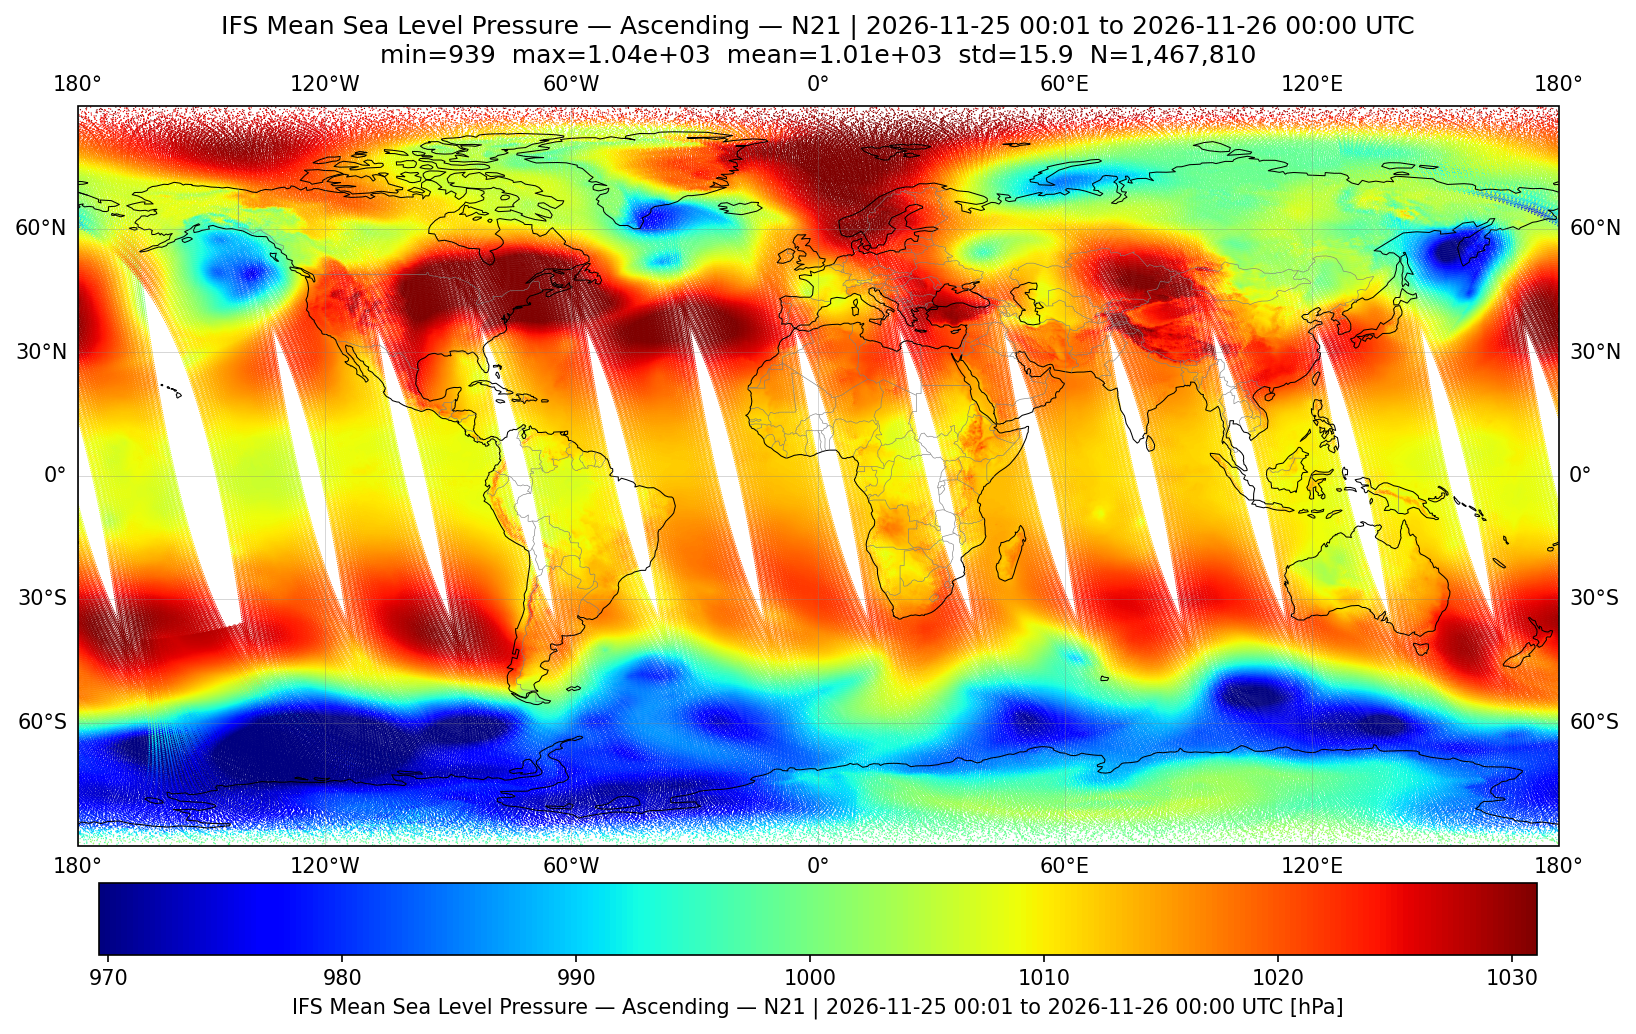 IFS Mean Sea Level Pressure — Ascending — N21 | 2026-11-25 00:01 to 2026-11-26 00:00 UTC
min=939  max=1.04e+03  mean=1.01e+03  std=15.9  N=1,467,810
180° 120°W 60°W 0° 60°E 120°E 180°
60°N 60°N
30°N 30°N
0° 0°
30°S 30°S
60°S 60°S
180° 120°W 60°W 0° 60°E 120°E 180°
970 980 990 1000 1010 1020 1030
IFS Mean Sea Level Pressure — Ascending — N21 | 2026-11-25 00:01 to 2026-11-26 00:00 UTC [hPa]